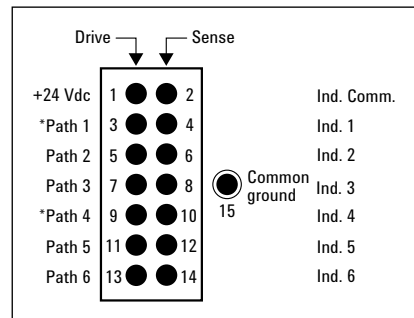 Drive Sense
+24 Vdc 1 2 Ind. Comm.
*Path 1 3 4 Ind. 1
Path 2 5 6 Ind. 2
Path 3 7 8 Common ground Ind. 3
*Path 4 9 10 15 Ind. 4
Path 5 11 12 Ind. 5
Path 6 13 14 Ind. 6